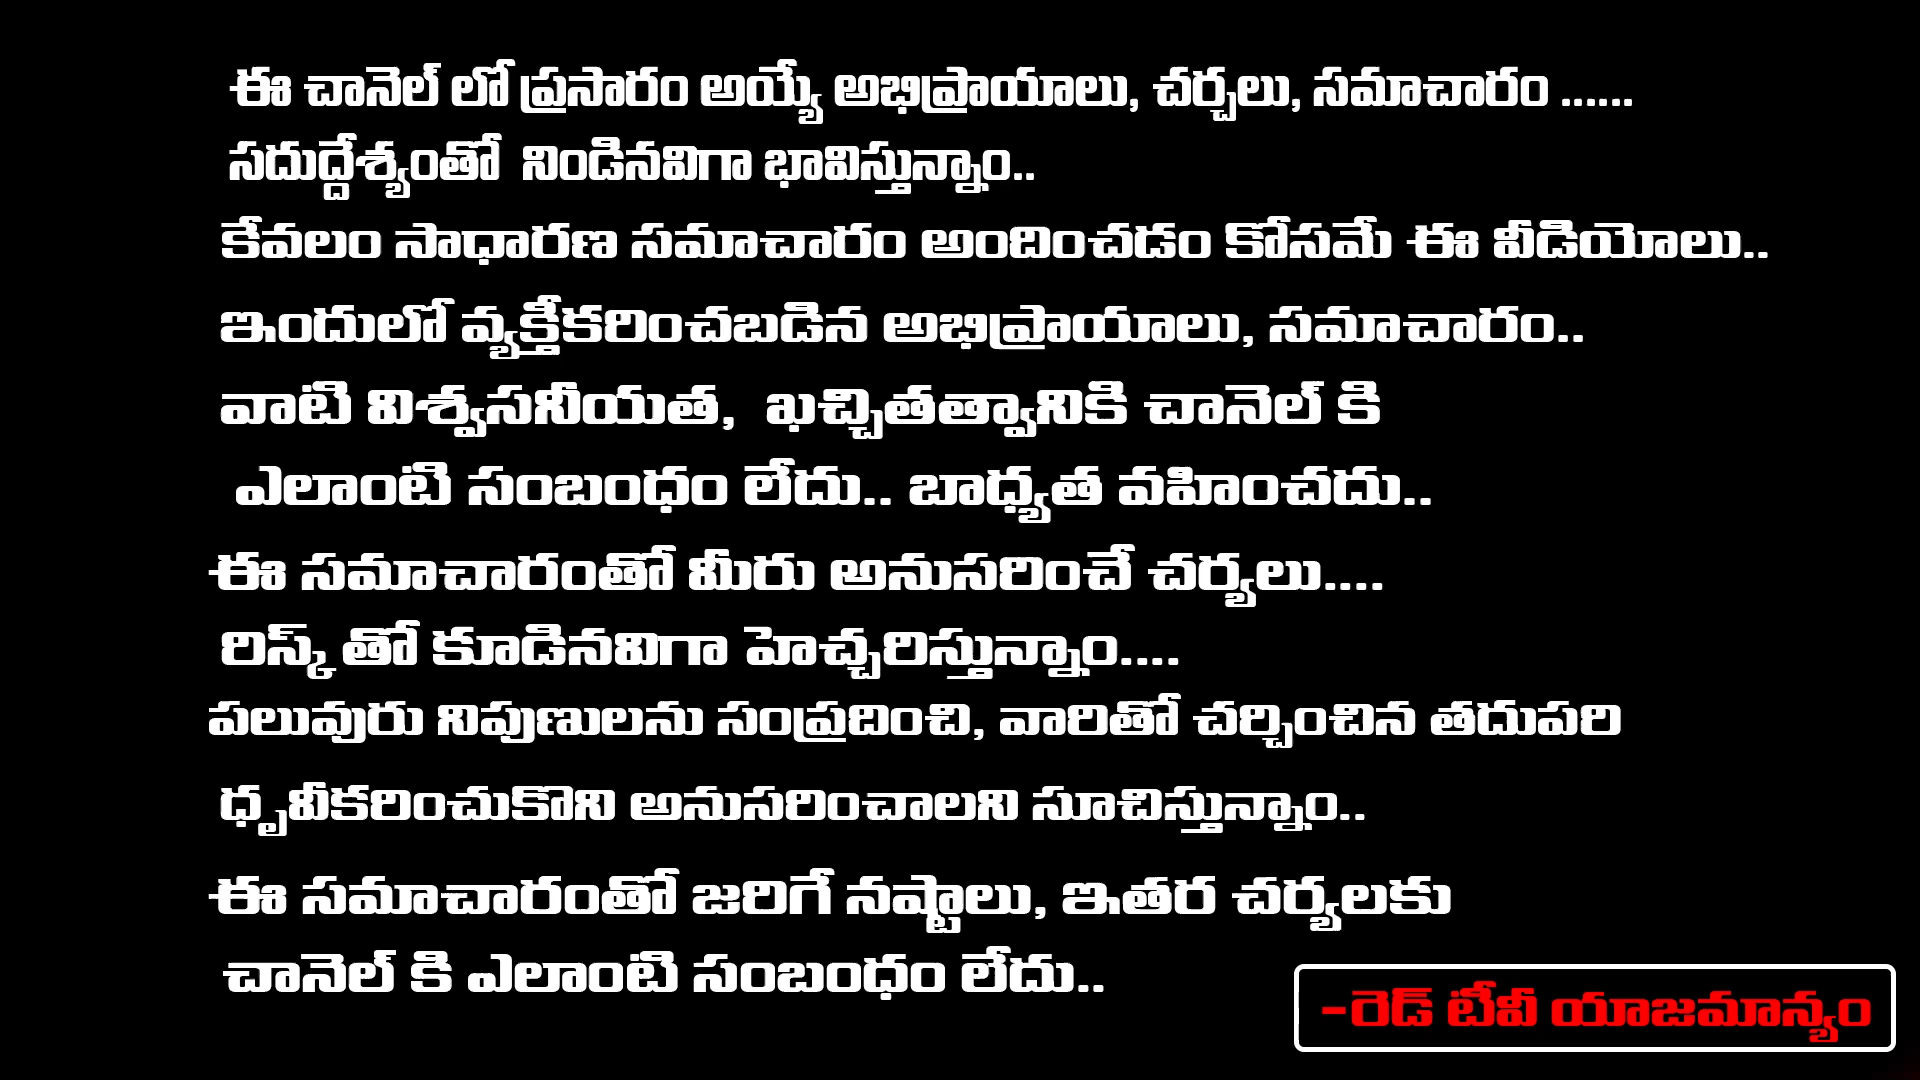 ఈ చానెల్ లో ప్రసారం అయ్యే అభిప్రాయాలు, చర్చలు, సమాచారం ......
సదుద్దేశ్యంతో నిండినవిగా భావిస్తున్నాం..
కేవలం సాధారణ సమాచారం అందించడం కోసమే ఈ వీడియోలు..
ఇందులో వ్యక్తీకరించబడిన అభిప్రాయాలు, సమాచారం..
వాటి విశ్వసనీయత, ఖచ్చితత్వానికి చానెల్ కి
ఎలాంటి సంబంధం లేదు.. బాధ్యత వహించదు..
ఈ సమాచారంతో మీరు అనుసరించే చర్యలు....
రిస్క్ తో కూడినవిగా హెచ్చరిస్తున్నాం....
పలువురు నిపుణులను సంప్రదించి, వారితో చర్చించిన తదుపరి
ధృవీకరించుకొని అనుసరించాలని సూచిస్తున్నాం..
ఈ సమాచారంతో జరిగే నష్టాలు, ఇతర చర్యలకు
చానెల్ కి ఎలాంటి సంబంధం లేదు..
-రెడ్ టీవీ యాజమాన్యం